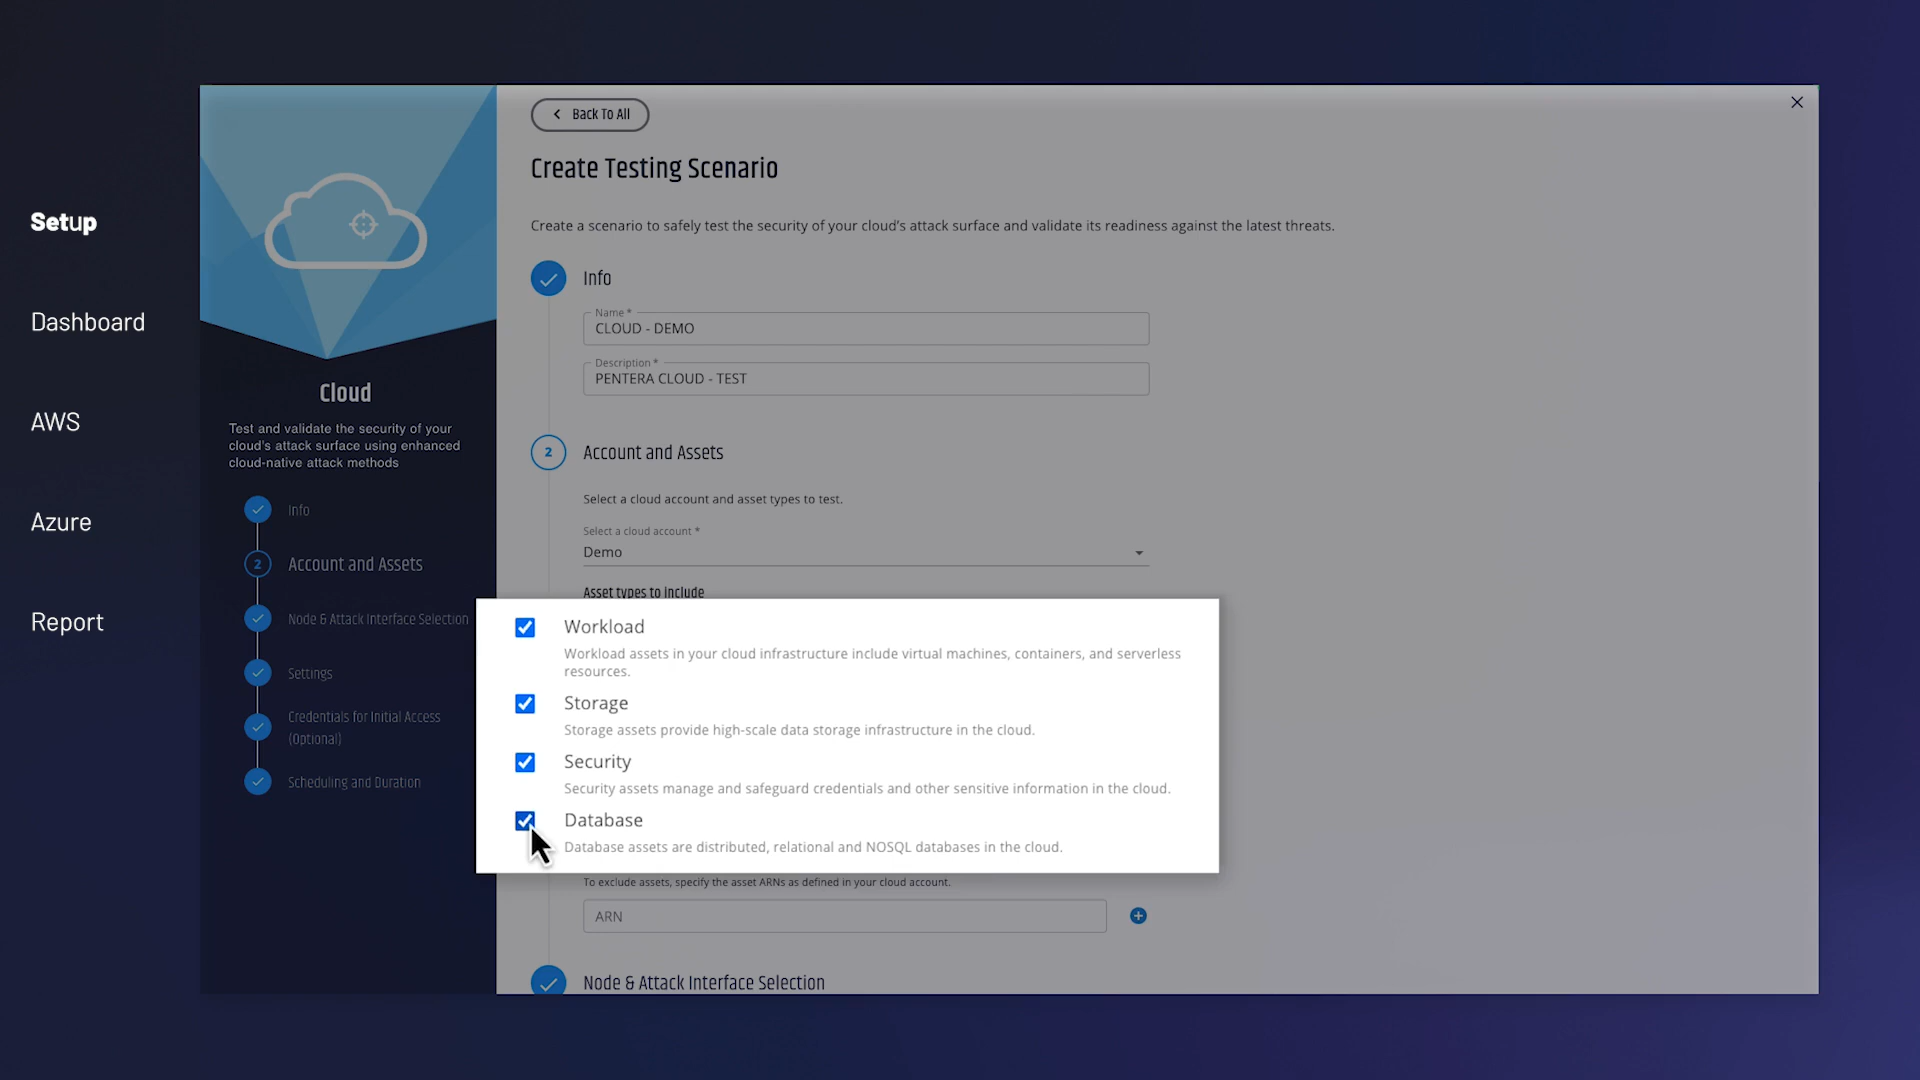 Setup
Dashboard
AWS
Azure
Report
Cloud
Test and validate the security of your
cloud's attack surface using enhanced
cloud-native attack methods
Info
2
Account and Assets
Node & Attack Interface Selection
Settings
Credentials for Initial Access
(Optional)
Scheduling and Duration
Back To All
Create Testing Scenario
Create a scenario to safely test the security of your cloud's attack surface and validate its readiness against the latest threats.
Info
Name *
CLOUD - DEMO
Description *
PENTERA CLOUD - TEST
2
Account and Assets
Select a cloud account and asset types to test.
Select a cloud account *
Demo
Asset types to include
Workload
Workload assets in your cloud infrastructure include virtual machines, containers, and serverless
resources.
Storage
Storage assets provide high-scale data storage infrastructure in the cloud.
Security
Security assets manage and safeguard credentials and other sensitive information in the cloud.
Database
Database assets are distributed, relational and NOSQL databases in the cloud.
To exclude assets, specify the asset ARNs as defined in your cloud account.
ARN
Node & Attack Interface Selection